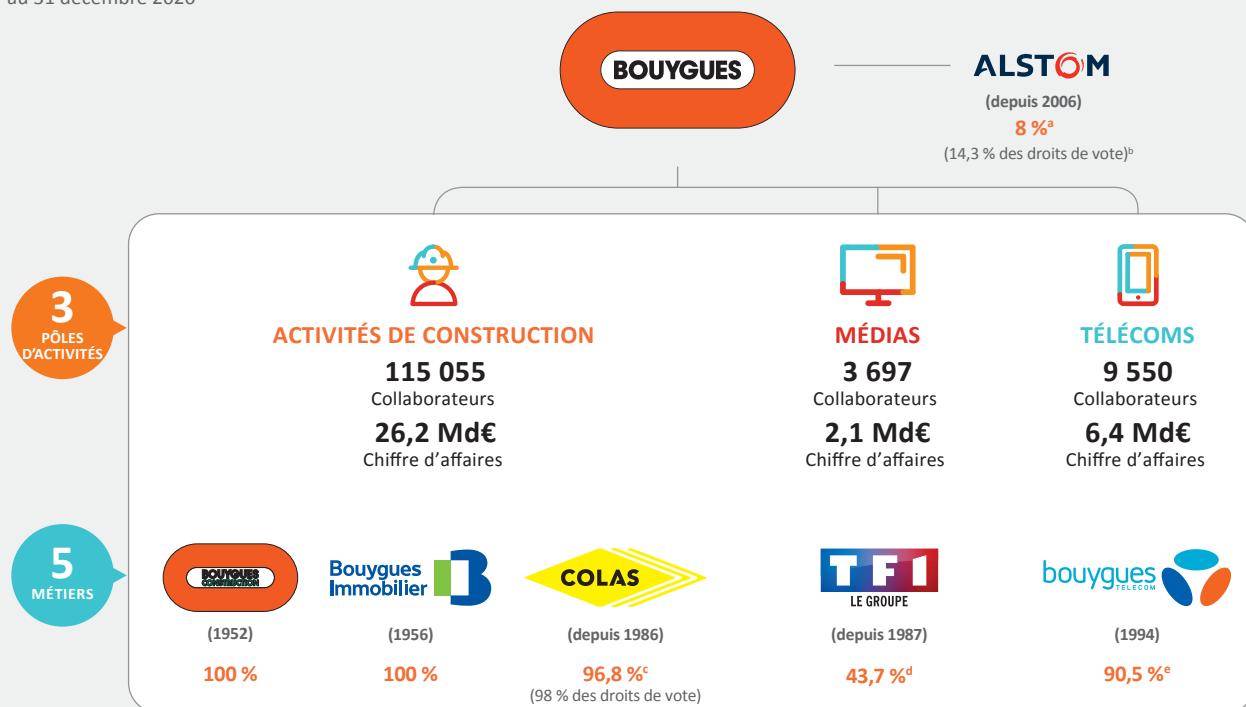 au 31 décembre 2020
BOUYGUES
ALSTOM
(depuis 2006)
8 %ᵃ
(14,3 % des droits de vote)ᵇ
3
PÔLES
D'ACTIVITÉS
ACTIVITÉS DE CONSTRUCTION
115 055
Collaborateurs
26,2 Md€
Chiffre d'affaires
MÉDIAS
3 697
Collaborateurs
2,1 Md€
Chiffre d'affaires
TÉLÉCOMS
9 550
Collaborateurs
6,4 Md€
Chiffre d'affaires
5
MÉTIERS
BOUYGUES
CONSTRUCTION
(1952)
100 %
Bouygues
Immobilier
(1956)
100 %
COLAS
(depuis 1986)
96,8 %ᶜ
(98 % des droits de vote)
TF1
LE GROUPE
(depuis 1987)
43,7 %ᵈ
bouygues
TELECOM
(1994)
90,5 %ᵉ